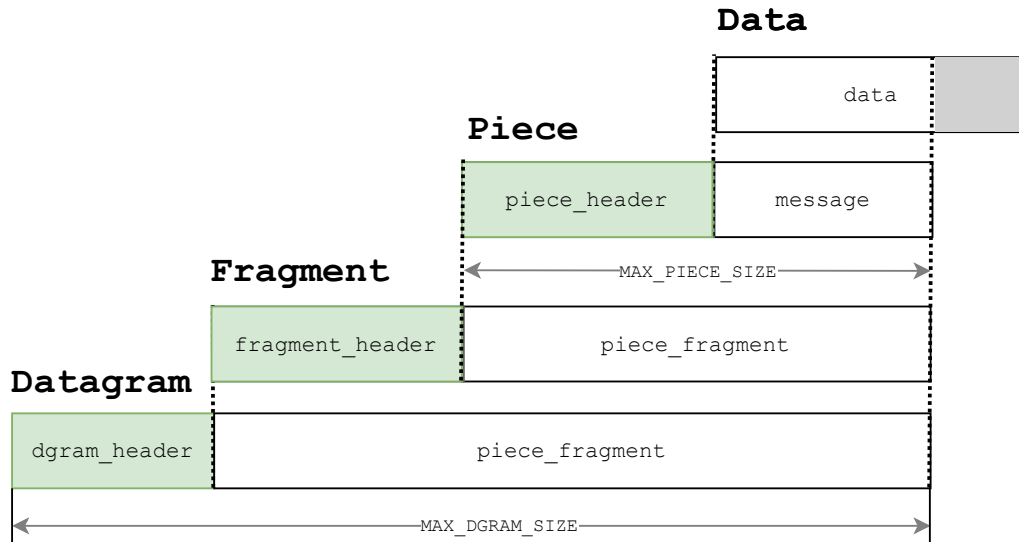 Data
data
Piece
piece_header
message
MAX_PIECE_SIZE
Fragment
fragment_header
piece_fragment
Datagram
dgram_header
piece_fragment
MAX_DGRAM_SIZE